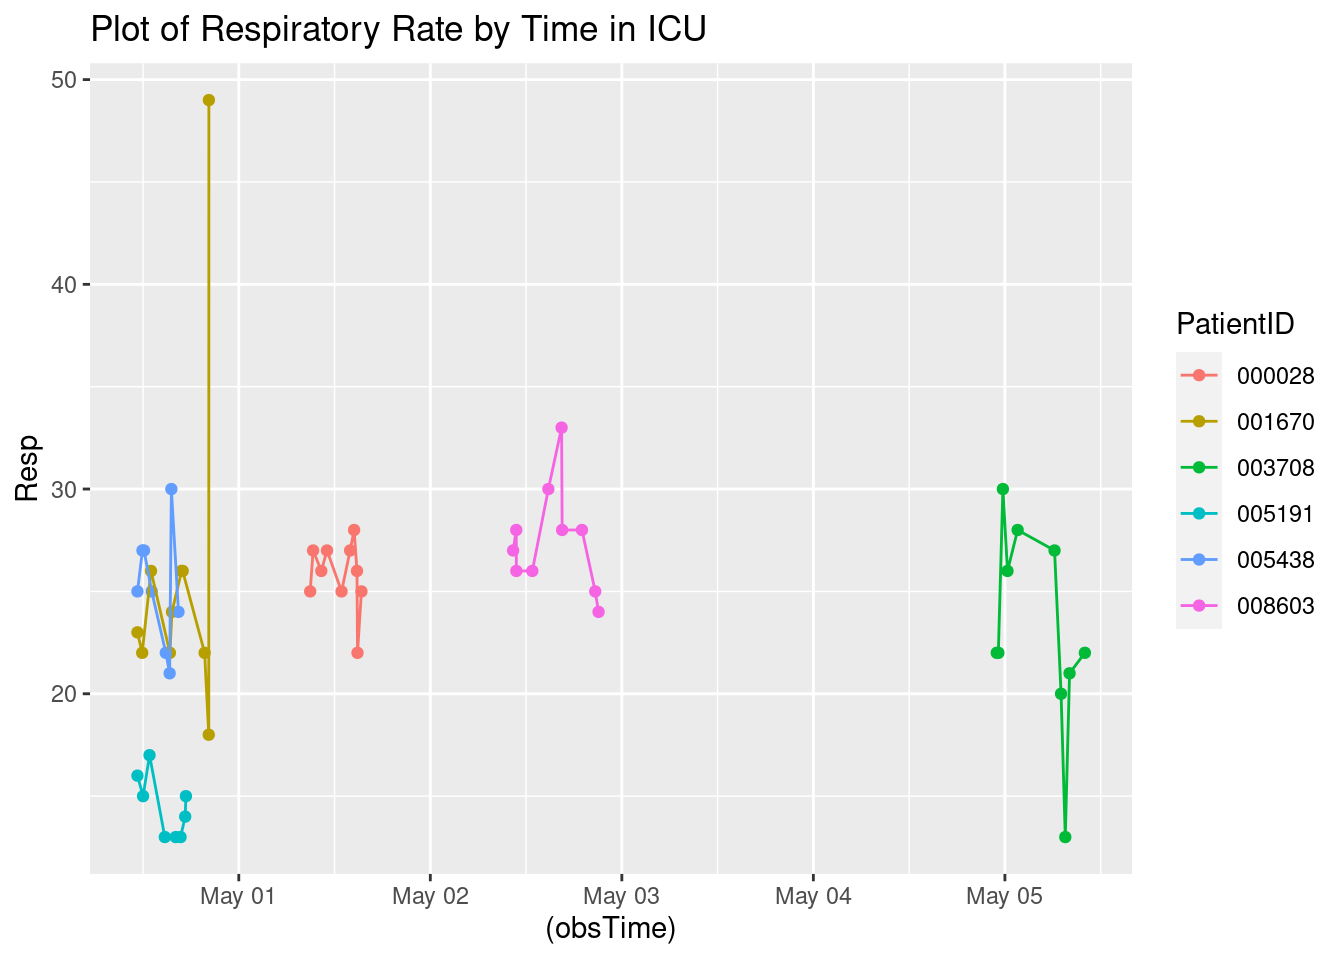 Plot of Respiratory Rate by Time in ICU
50
40
30
20
Resp
May 01
May 02
May 03
May 04
May 05
(obsTime)
PatientID
000028
001670
003708
005191
005438
008603